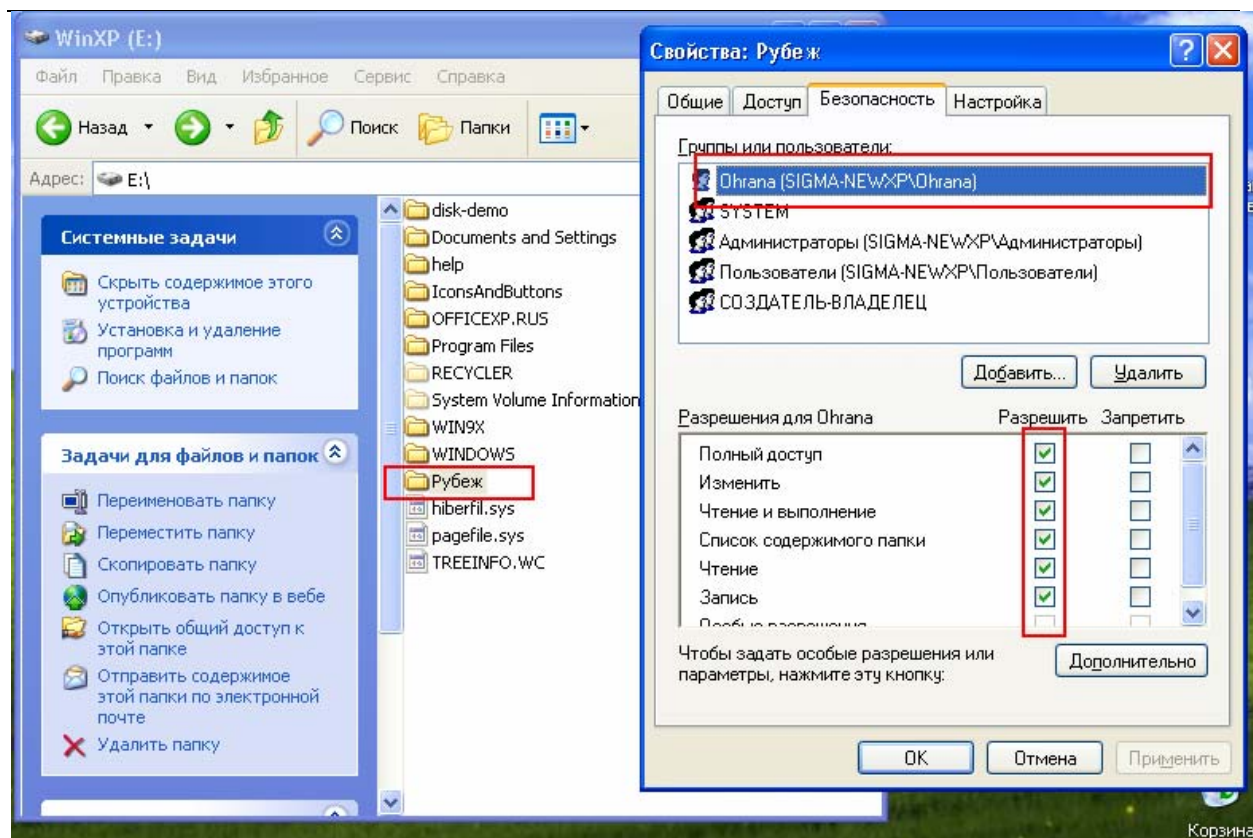 WinXP (E:)
Файл Правка Вид Избранное Сервис Справка
Назад Поиск Папки
Адрес: E:\
Системные задачи
Скрыть содержимое этого
устройства
Установка и удаление
программ
Поиск файлов и папок
Задачи для файлов и папок
Переименовать папку
Переместить папку
Скопировать папку
Опубликовать папку в вебе
Открыть общий доступ к
этой папке
Отправить содержимое
этой папки по электронной
почте
Удалить папку
disk-demo
Documents and Settings
help
IconsAndButtons
OFFICEXP.RUS
Program Files
RECYCLER
System Volume Information
WIN9X
WINDOWS
Рубеж
hiberfil.sys
pagefile.sys
TREEINFO.WC
Свойства: Рубеж
Общие Доступ Безопасность Настройка
Группы или пользователи:
Ohrana (SIGMA-NEWXP\Ohrana)
SYSTEM
Администраторы (SIGMA-NEWXP\Администраторы)
Пользователи (SIGMA-NEWXP\Пользователи)
СОЗДАТЕЛЬ-ВЛАДЕЛЕЦ
Добавить... Удалить
Разрешения для Ohrana Разрешить Запретить
Полный доступ
Изменить
Чтение и выполнение
Список содержимого папки
Чтение
Запись
Особые разрешения
Чтобы задать особые разрешения или
параметры, нажмите эту кнопку:
Дополнительно
OK Отмена Применить
Корзина